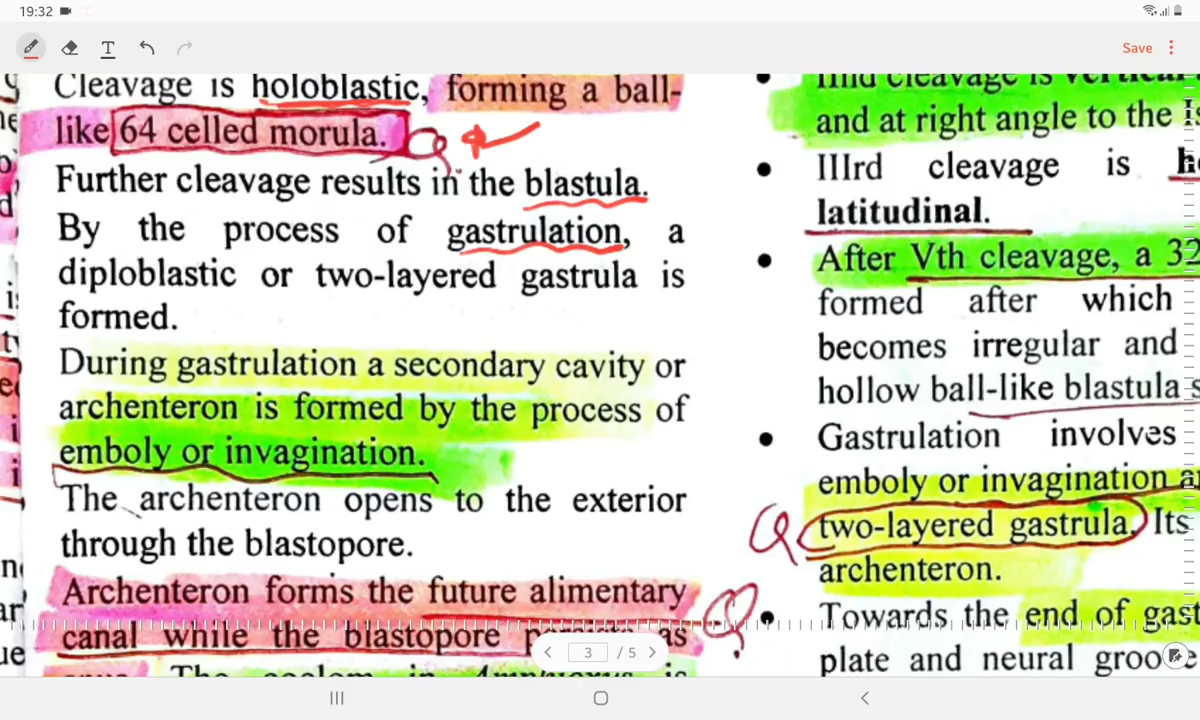 19:32
T
Save
Cleavage is holoblastic, forming a ball-
like 64 celled morula.
Further cleavage results in the blastula.
By the process of gastrulation, a
diploblastic or two-layered gastrula is
formed.
During gastrulation a secondary cavity or
archenteron is formed by the process of
emboly or invagination.
The archenteron opens to the exterior
through the blastopore.
Archenteron forms the future alimentary
canal while the blastopore as
IIIrd cleavage is
latitudinal.
and at right angle to the
After Vth cleavage, a 32
formed after which
becomes irregular and
hollow ball-like blastula
Gastrulation involves
emboly or invagination
two-layered gastrula. Its
archenteron.
Towards the end of gast
plate and neural groove
3 / 5